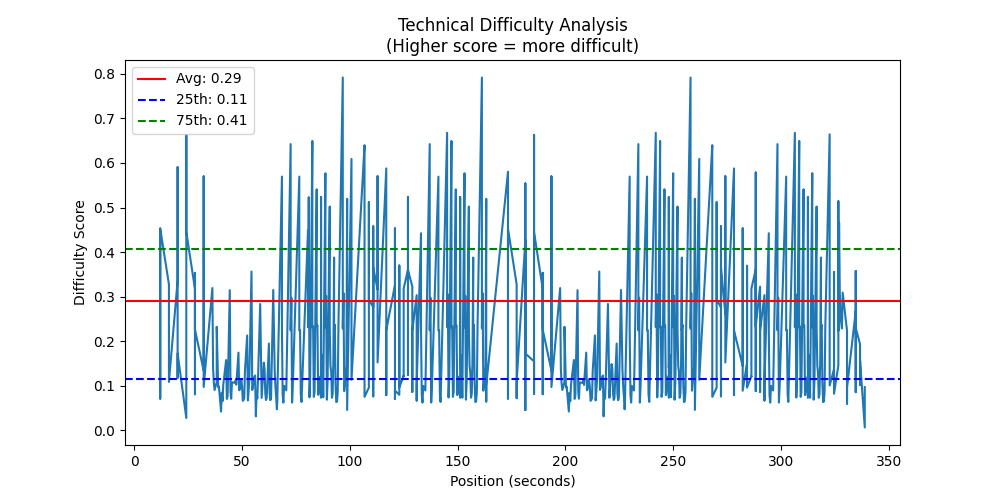 Technical Difficulty Analysis
(Higher score = more difficult)
Avg: 0.29
25th: 0.11
75th: 0.41
Difficulty Score
0.8
0.7
0.6
0.5
0.4
0.3
0.2
0.1
0.0
0 50 100 150 200 250 300 350
Position (seconds)